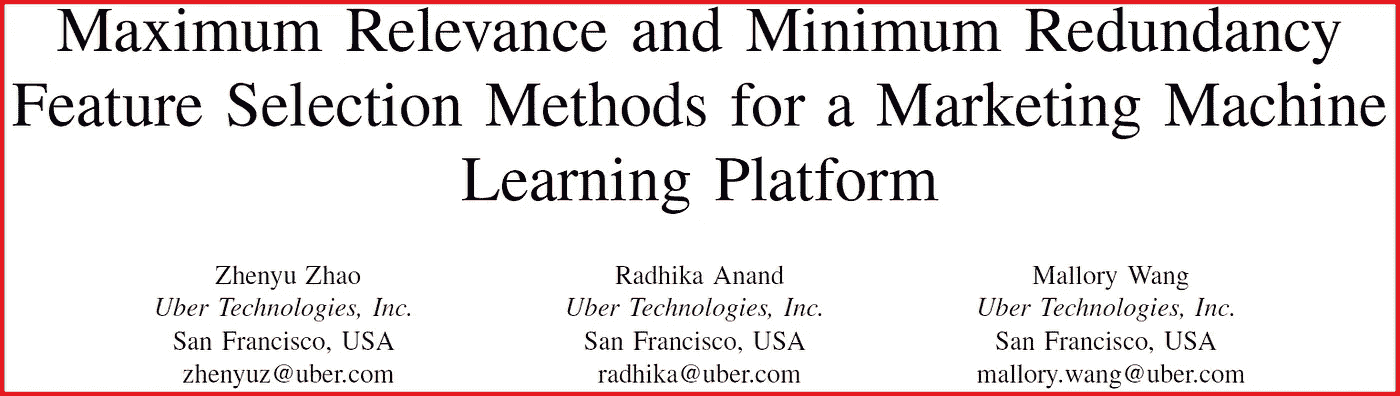 Maximum Relevance and Minimum Redundancy
Feature Selection Methods for a Marketing Machine
Learning Platform
Zhenyu Zhao
Uber Technologies, Inc.
San Francisco, USA
zhenyuz@uber.com
Radhika Anand
Uber Technologies, Inc.
San Francisco, USA
radhika@uber.com
Mallory Wang
Uber Technologies, Inc.
San Francisco, USA
mallory.wang@uber.com